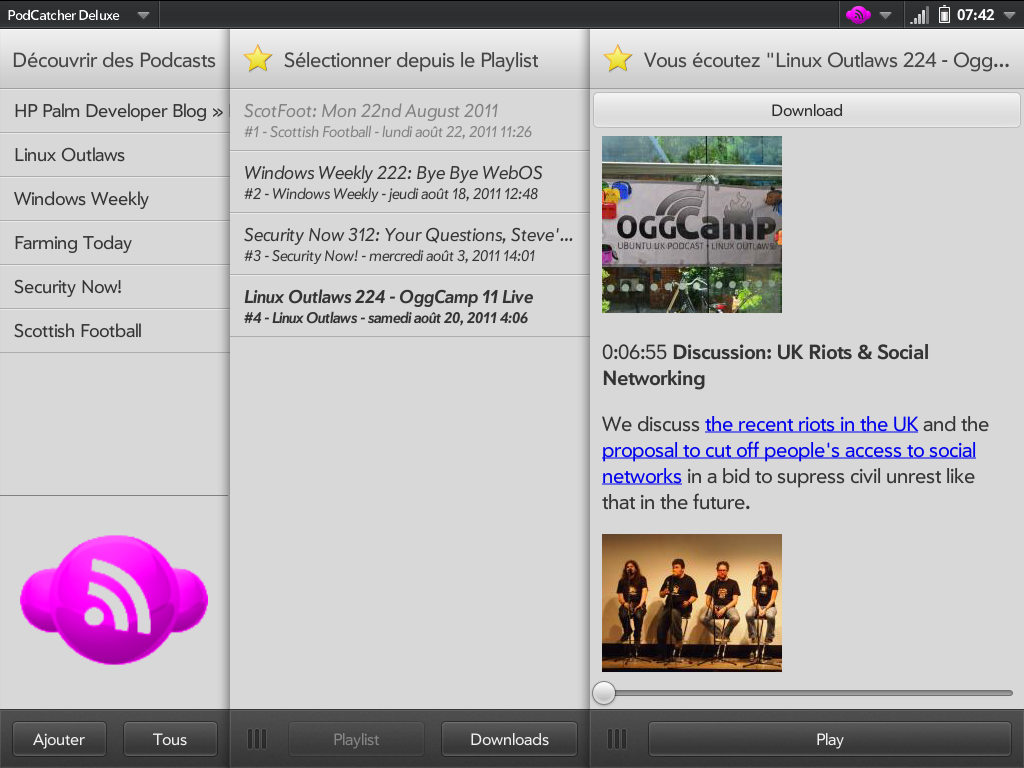 PodCatcher Deluxe
07:42
Découvrir des Podcasts
HP Palm Developer Blog »
Linux Outlaws
Windows Weekly
Farming Today
Security Now!
Scottish Football
Ajouter
Tous
Sélectionner depuis le Playlist
ScotFoot: Mon 22nd August 2011
#1 - Scottish Football - lundi août 22, 2011 11:26
Windows Weekly 222: Bye Bye WebOS
#2 - Windows Weekly - jeudi août 18, 2011 12:48
Security Now 312: Your Questions, Steve'...
#3 - Security Now! - mercredi août 3, 2011 14:01
Linux Outlaws 224 - OggCamp 11 Live
#4 - Linux Outlaws - samedi août 20, 2011 4:06
Playlist
Downloads
Vous écoutez "Linux Outlaws 224 - Ogg...
Download
OGGCAMP
UBUNTU UK PODCAST • LINUX OUTLAWS
0:06:55 Discussion: UK Riots & Social
Networking
We discuss the recent riots in the UK and the
proposal to cut off people's access to social
networks in a bid to supress civil unrest like
that in the future.
Play